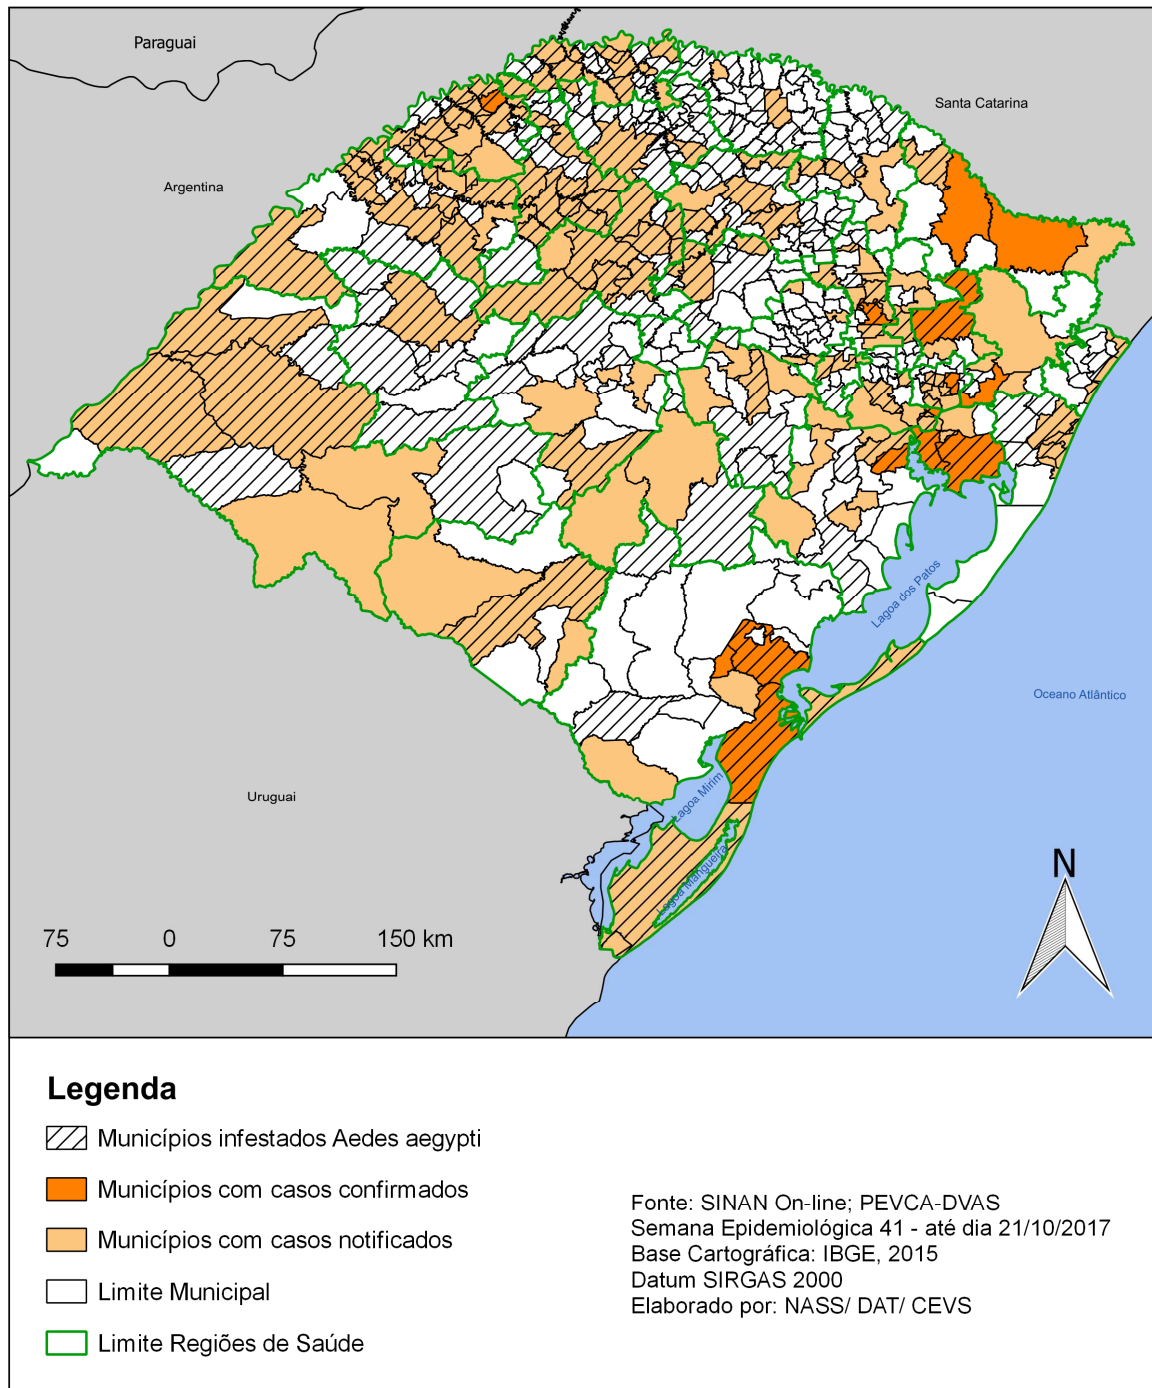 Paraguai
Santa Catarina
Argentina
Lagoa dos Patos
Oceano Atlântico
Uruguai
Lagoa Mirim
Lagoa Mangueira
N
75 0 75 150 km
Legenda
Municípios infestados Aedes aegypti
Municípios com casos confirmados
Municípios com casos notificados
Limite Municipal
Limite Regiões de Saúde
Fonte: SINAN On-line; PEVCA-DVAS
Semana Epidemiológica 41 - até dia 21/10/2017
Base Cartográfica: IBGE, 2015
Datum SIRGAS 2000
Elaborado por: NASS/ DAT/ CEVS